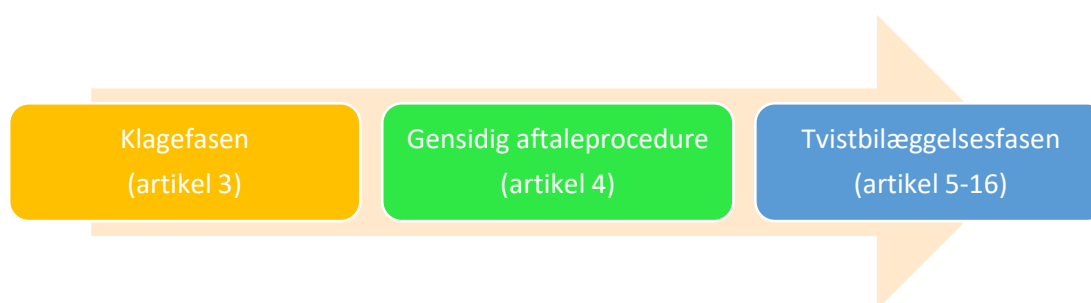 Klagefasen
(artikel 3)
Gensidig aftaleprocedure
(artikel 4)
Tvistbilæggelsesfasen
(artikel 5-16)